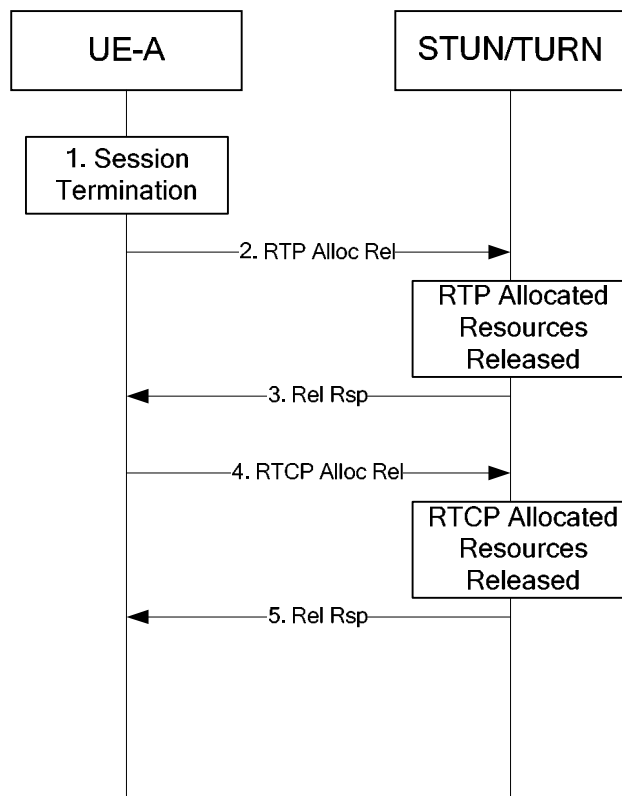 UE-A
STUN/TURN
1. Session
Termination
2. RTP Alloc Rel
RTP Allocated
Resources
Released
3. Rel Rsp
4. RTCP Alloc Rel
RTCP Allocated
Resources
Released
5. Rel Rsp